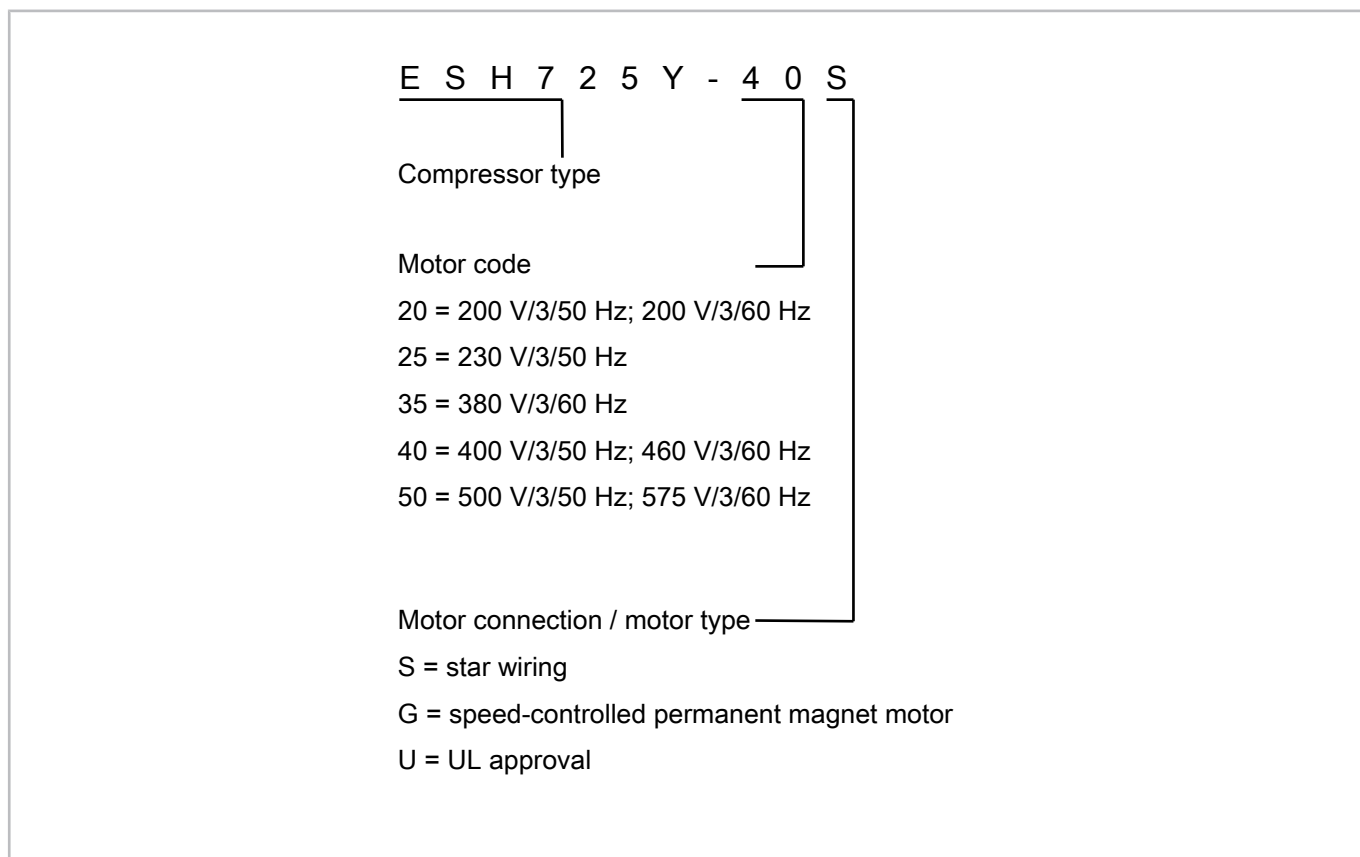 E S H 7 2 5 Y - 4 0 S
Compressor type
Motor code
20 = 200 V/3/50 Hz; 200 V/3/60 Hz
25 = 230 V/3/50 Hz
35 = 380 V/3/60 Hz
40 = 400 V/3/50 Hz; 460 V/3/60 Hz
50 = 500 V/3/50 Hz; 575 V/3/60 Hz
Motor connection / motor type
S = star wiring
G = speed-controlled permanent magnet motor
U = UL approval